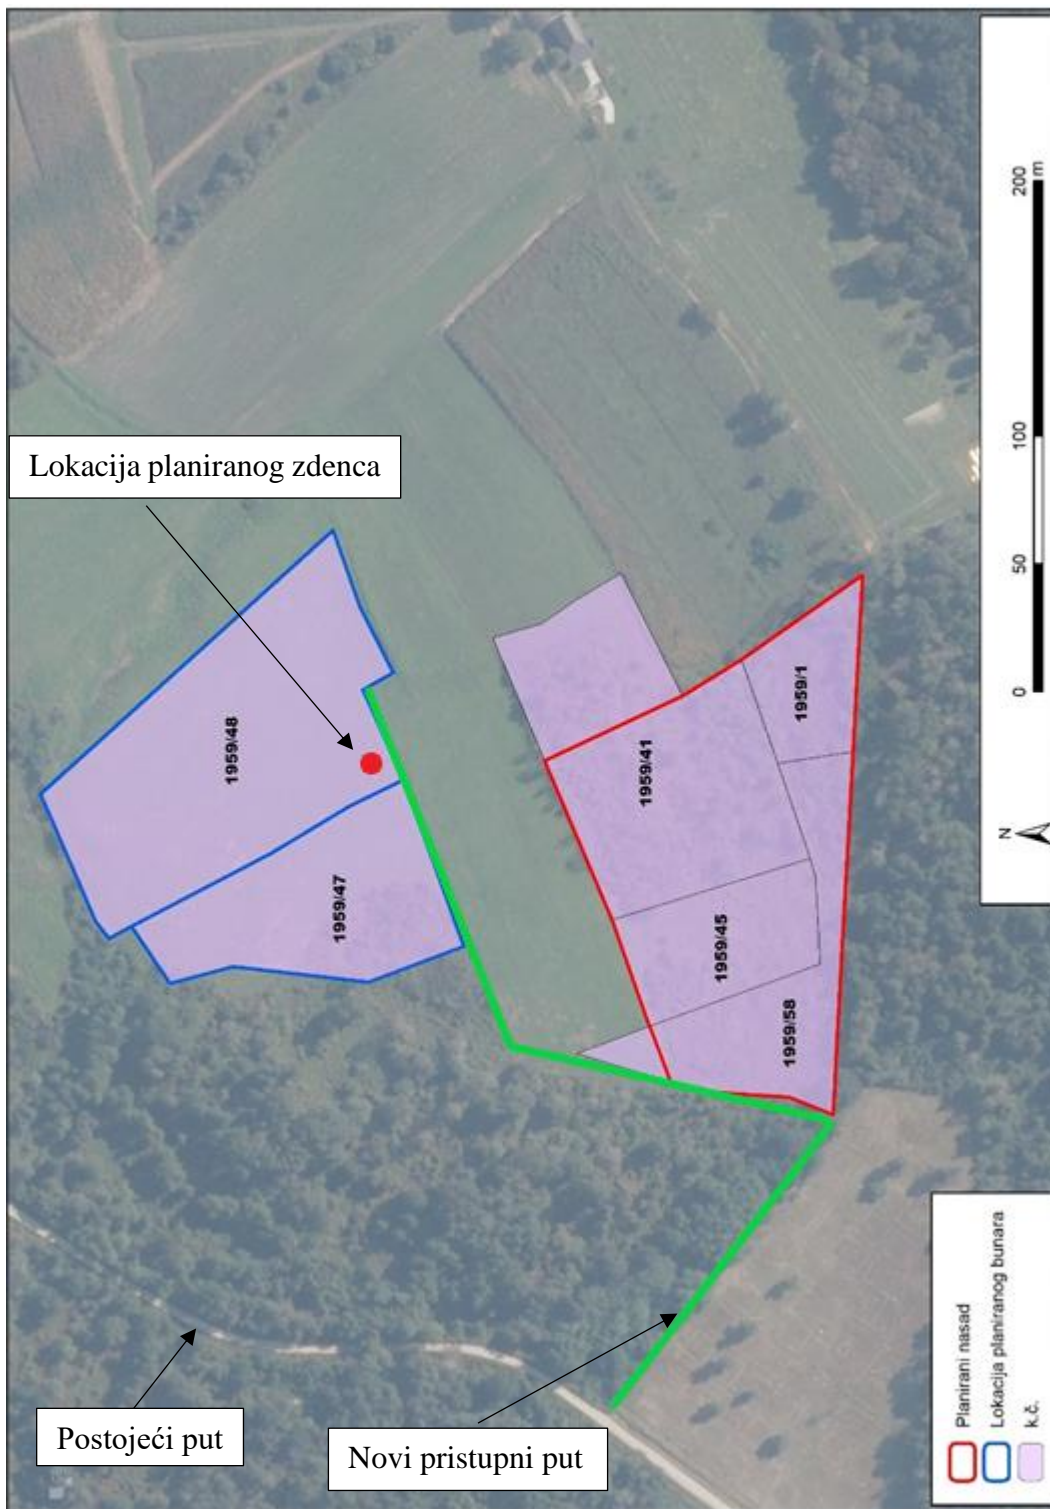 Lokacija planiranog zdenca
1959/48
1959/47
1959/41
1959/1
1959/45
1959/58
Postojeći put
Novi pristupni put
N
0
50
100
200
m
Planirani nasad
Lokacija planiranog bunara
k.č.